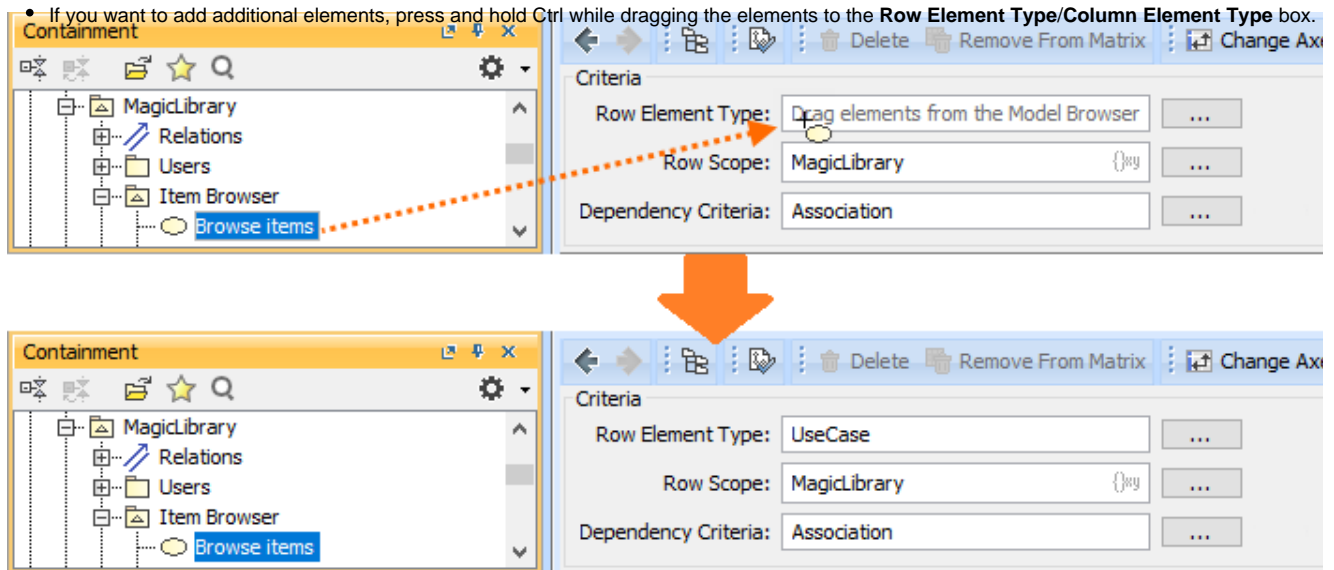 • If you want to add additional elements, press and hold Ctrl while dragging the elements to the Row Element Type/Column Element Type box.
Containment
Delete Remove From Matrix Change Axe
Criteria
MagicLibrary
Row Element Type: Drag elements from the Model Browser ...
Relations
Users
Row Scope: MagicLibrary {}xy ...
Item Browser
Dependency Criteria: Association ...
Browse items
Containment
Delete Remove From Matrix Change Axe
Criteria
MagicLibrary
Row Element Type: UseCase ...
Relations
Users
Row Scope: MagicLibrary {}xy ...
Item Browser
Dependency Criteria: Association ...
Browse items